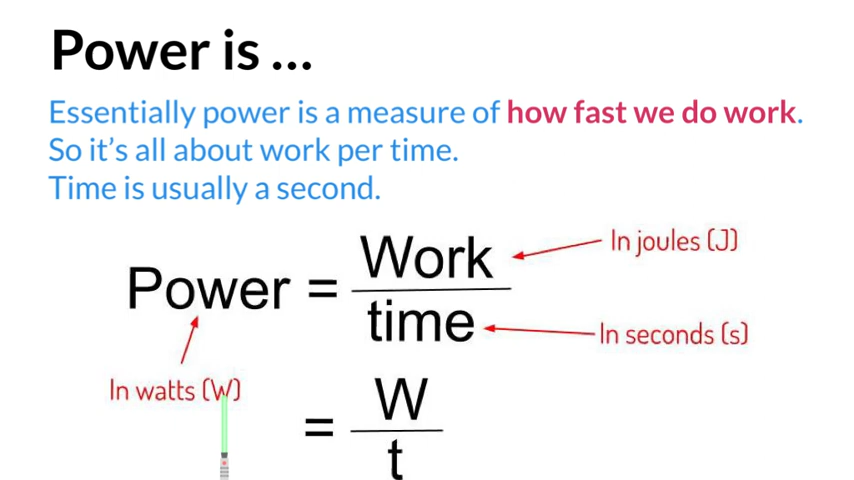 Power is ...
Essentially power is a measure of how fast we do work.
So it's all about work per time.
Time is usually a second.
Power = Work
time
In joules (J)
In seconds (s)
In watts (W)
= W
t